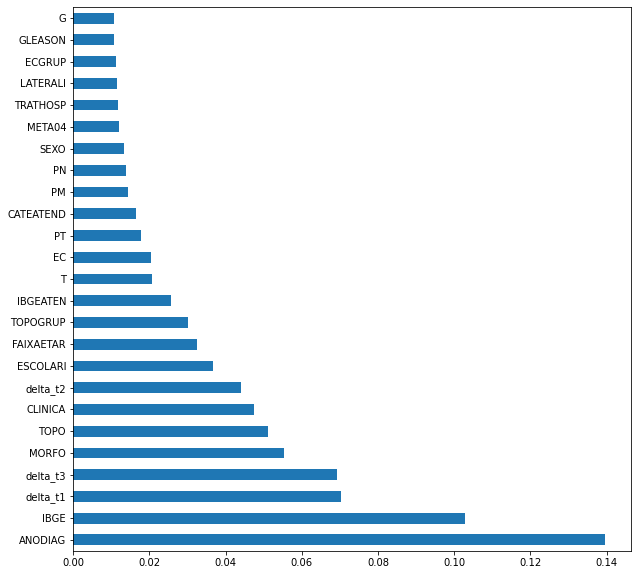 G
GLEASON
ECGRUP
LATERALI
TRATHOSP
META04
SEXO
PN
PM
CATEATEND
PT
EC
T
IBGEATEN
TOPOGRUP
FAIXAETAR
ESCOLARI
delta_t2
CLINICA
TOPO
MORFO
delta_t3
delta_t1
IBGE
ANODIAG
0.00 0.02 0.04 0.06 0.08 0.10 0.12 0.14